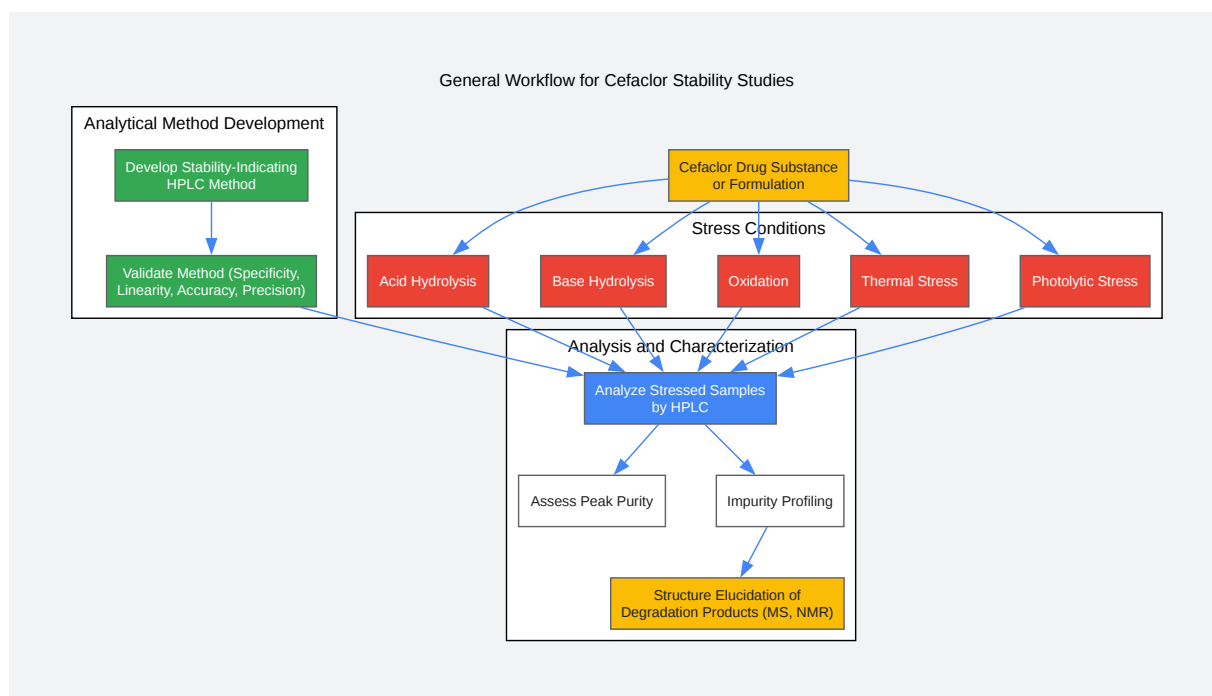 General Workflow for Cefaclor Stability Studies
Analytical Method Development
Develop Stability-Indicating
HPLC Method
Validate Method (Specificity,
Linearity, Accuracy, Precision)
Cefaclor Drug Substance
or Formulation
Stress Conditions
Acid Hydrolysis
Base Hydrolysis
Oxidation
Thermal Stress
Photolytic Stress
Analysis and Characterization
Analyze Stressed Samples
by HPLC
Assess Peak Purity
Impurity Profiling
Structure Elucidation of
Degradation Products (MS, NMR)